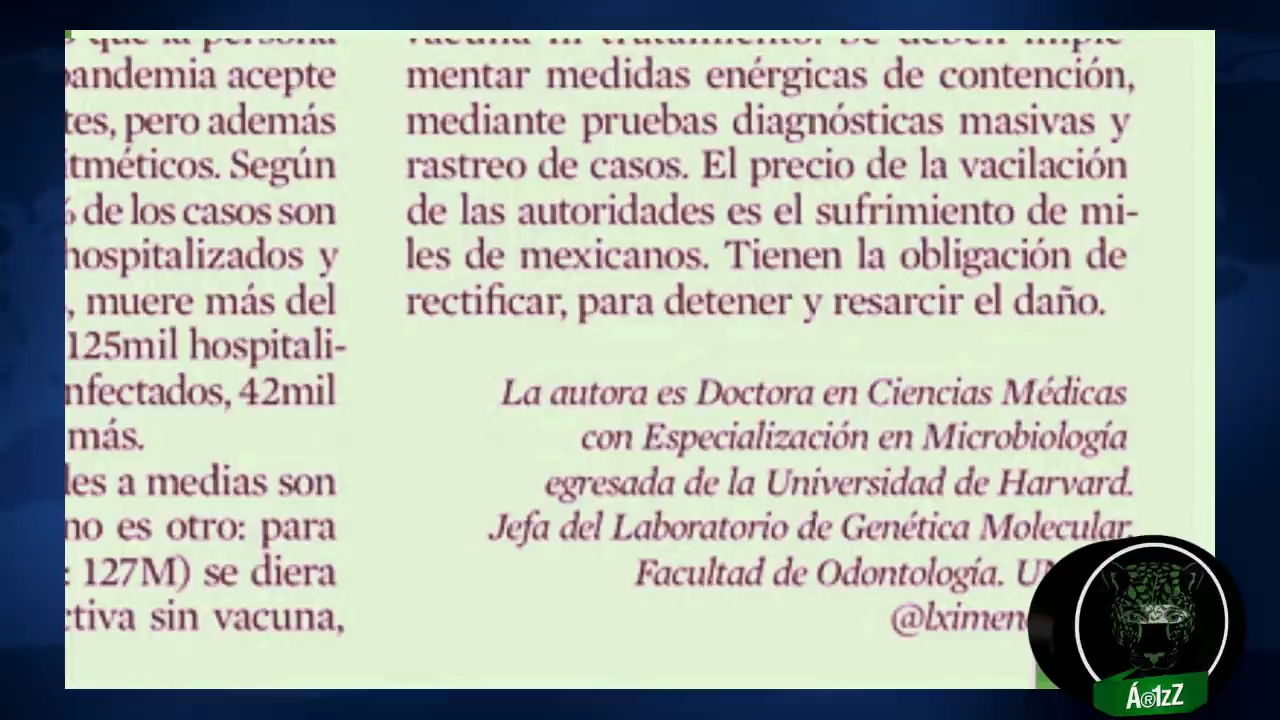 pandemia acepte
tes, pero además
itméticos. Según
% de los casos son
hospitalizados y
, muere más del
125mil hospitali-
nfectados, 42mil
más.
les a medias son
no es otro: para
: 127M) se diera
ctiva sin vacuna,
mentar medidas enérgicas de contención,
mediante pruebas diagnósticas masivas y
rastreo de casos. El precio de la vacilación
de las autoridades es el sufrimiento de mi-
les de mexicanos. Tienen la obligación de
rectificar, para detener y resarcir el daño.
La autora es Doctora en Ciencias Médicas
con Especialización en Microbiología
egresada de la Universidad de Harvard.
Jefa del Laboratorio de Genética Molecular.
Facultad de Odontología.
@lximen
Á®1zZ